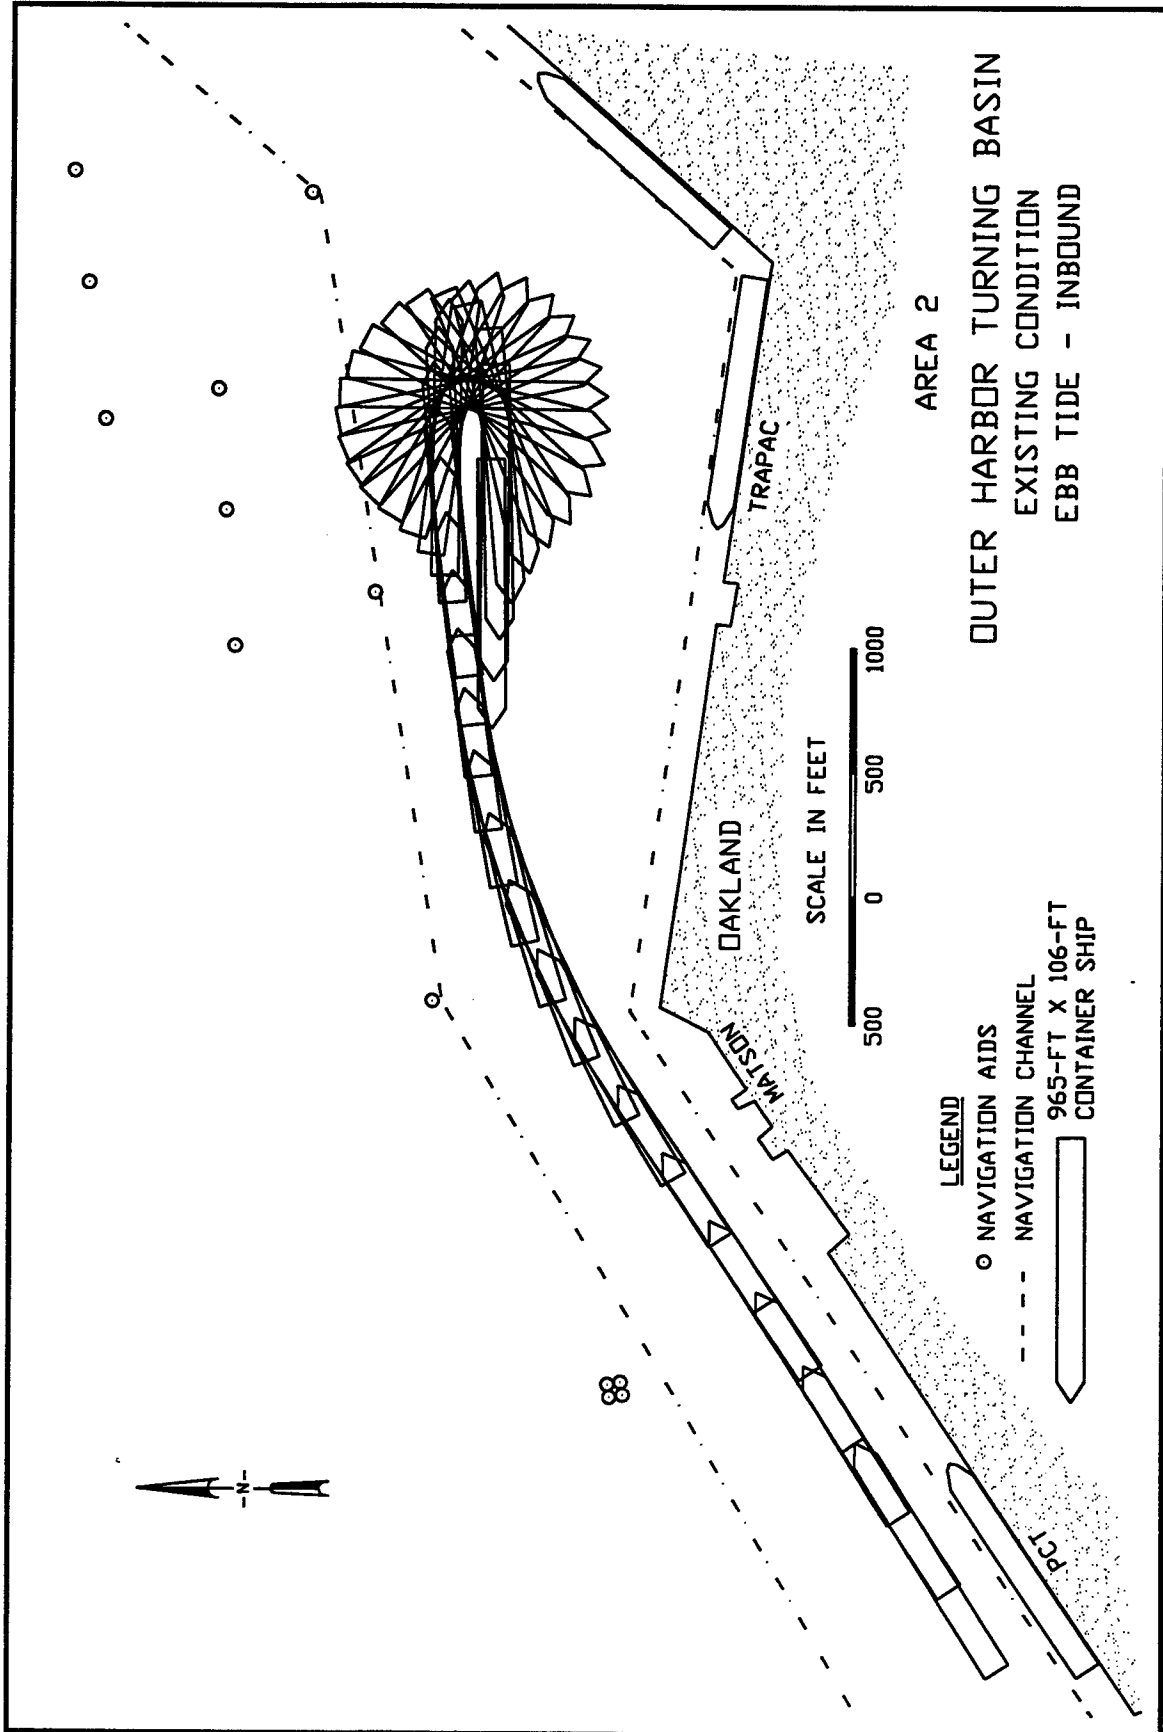 -N-
PCT
MATSON
OAKLAND
TRAPAC
SCALE IN FEET
500 0 500 1000
LEGEND
NAVIGATION AIDS
NAVIGATION CHANNEL
965-FT X 106-FT
CONTAINER SHIP
AREA 2
OUTER HARBOR TURNING BASIN
EXISTING CONDITION
EBB TIDE - INBOUND